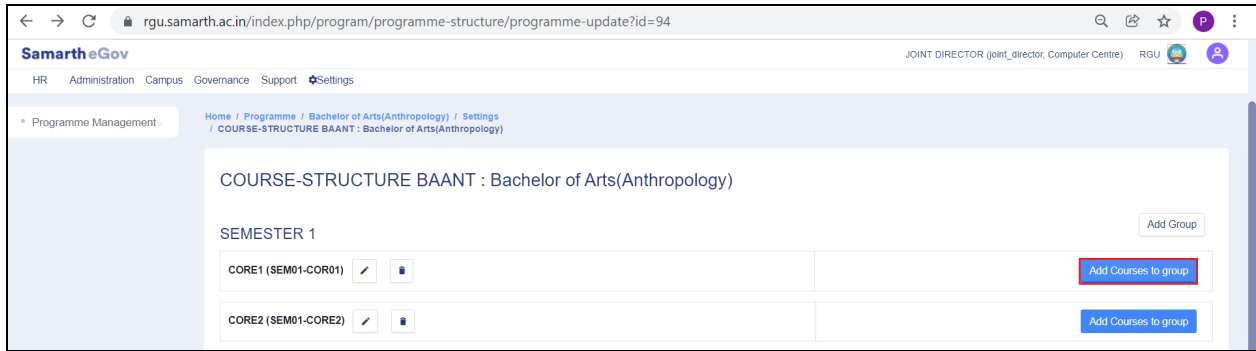 rgu.samarth.ac.in/index.php/program/programme-structure/programme-update?id=94
P
SamartheGov
JOINT DIRECTOR (joint_director, Computer Centre) RGU
HR Administration Campus Governance Support Settings
Programme Management
Home / Programme / Bachelor of Arts(Anthropology) / Settings
/ COURSE-STRUCTURE BAANT : Bachelor of Arts(Anthropology)
COURSE-STRUCTURE BAANT : Bachelor of Arts(Anthropology)
Add Group
SEMESTER 1
CORE1 (SEM01-COR01) Add Courses to group
CORE2 (SEM01-CORE2) Add Courses to group